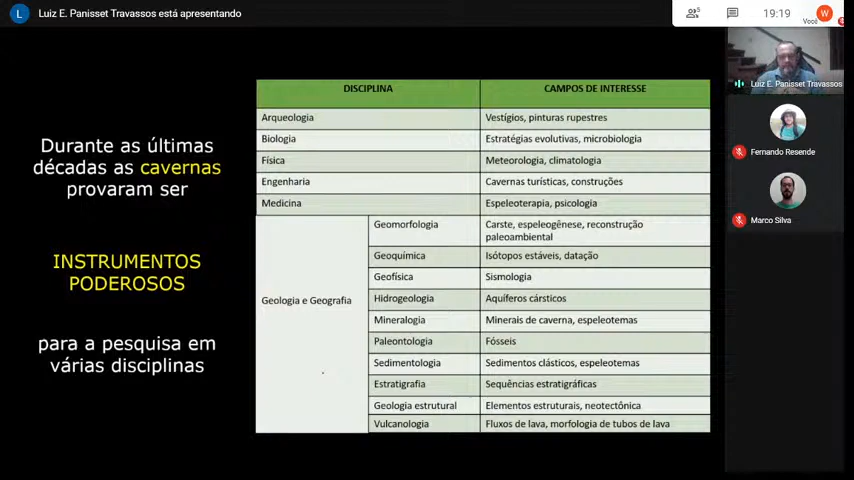 L Luiz E. Panisset Travassos está apresentando
5
19:19
W
Você
Durante as últimas
décadas as cavernas
provaram ser
INSTRUMENTOS
PODEROSOS
para a pesquisa em
várias disciplinas
DISCIPLINA CAMPOS DE INTERESSE
Arqueologia Vestígios, pinturas rupestres
Biologia Estratégias evolutivas, microbiologia
Física Meteorologia, climatologia
Engenharia Cavernas turísticas, construções
Medicina Espeleoterapia, psicologia
Geologia e Geografia
Geomorfologia Carste, espeleogênese, reconstrução
paleoambiental
Geoquímica Isótopos estáveis, datação
Geofísica Sismologia
Hidrogeologia Aquíferos cársticos
Mineralogia Minerais de caverna, espeleotemas
Paleontologia Fósseis
Sedimentologia Sedimentos clásticos, espeleotemas
Estratigrafia Sequências estratigráficas
Geologia estrutural Elementos estruturais, neotectônica
Vulcanologia Fluxos de lava, morfologia de tubos de lava
Luiz E. Panisset Travassos
Fernando Resende
Marco Silva